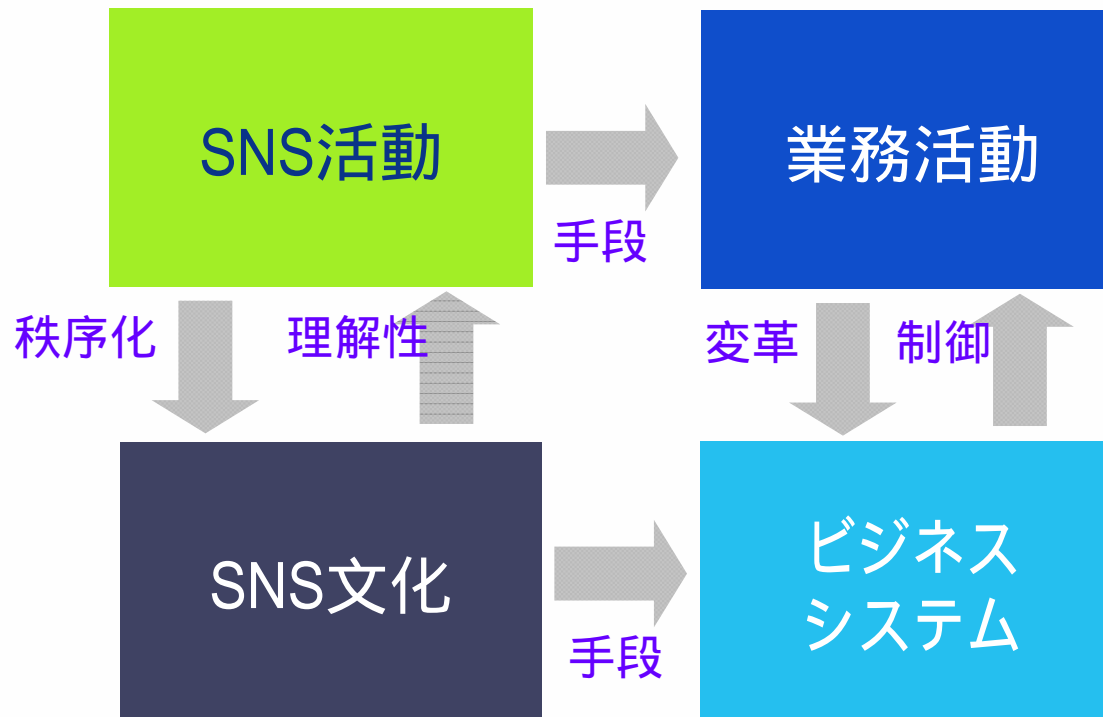 SNS活動
業務活動
手段
秩序化
理解性
変革
制御
SNS文化
ビジネス
システム
手段